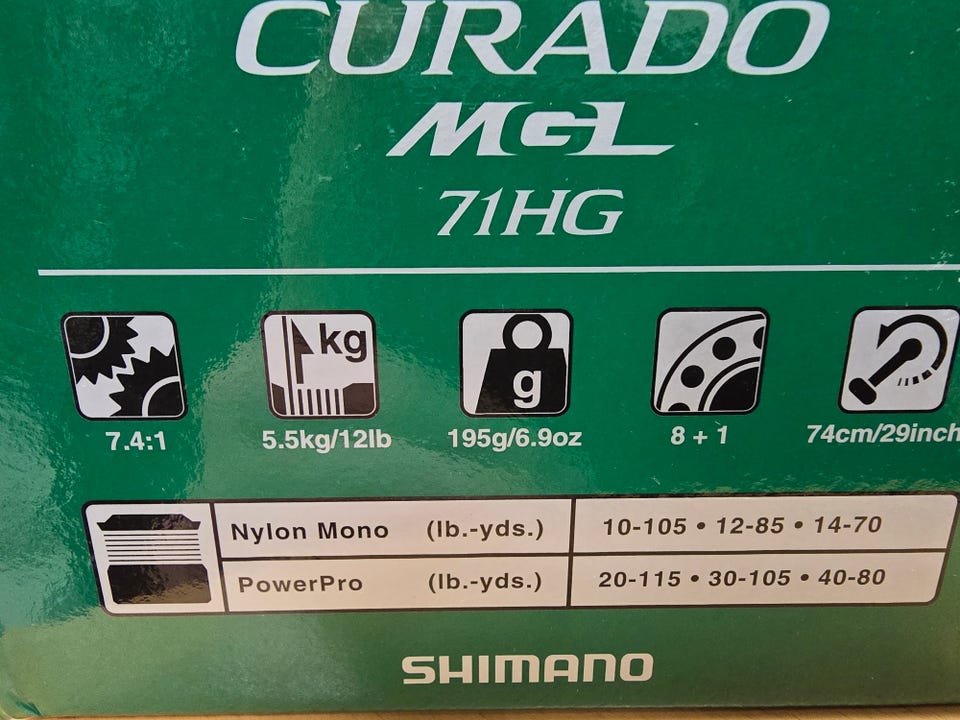 CURADO
MGL
71HG
kg
g
7.4:1 5.5kg/12lb 195g/6.9oz 8 + 1 74cm/29inch
Nylon Mono (lb.-yds.) 10-105 • 12-85 • 14-70
PowerPro (lb.-yds.) 20-115 • 30-105 • 40-80
SHIMANO